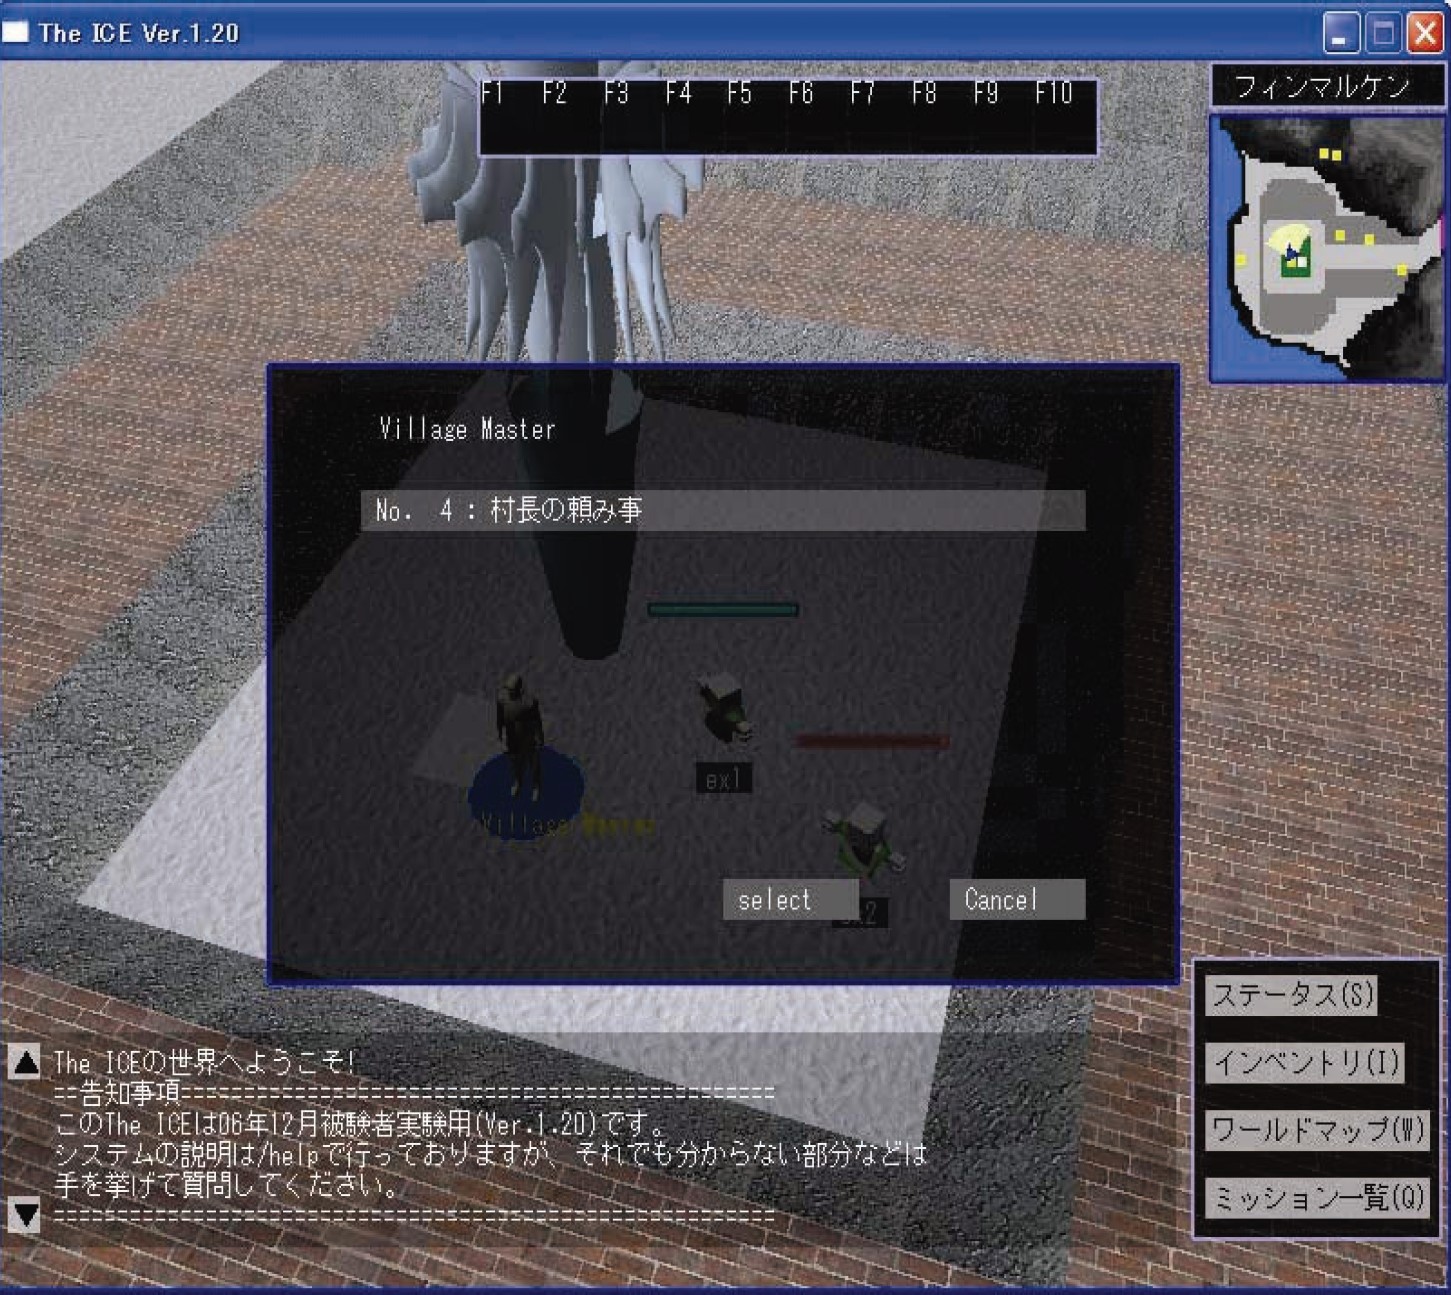 The ICE Ver.1.20
F1 F2 F3 F4 F5 F6 F7 F8 F9 F10
フィンマルケン
Village Master
No. 4 : 村長の頼み事
ex1
Village Master
select
Cancel
ステータス(S)
インベントリ(I)
ワールドマップ(W)
ミッション一覧(Q)
The ICEの世界へようこそ!
==告知事項===============================================
このThe ICEは06年12月被験者実験用(Ver.1.20)です。
システムの説明は/helpで行っておりますが、それでも分からない部分などは
手を挙げて質問してください。
=========================================================